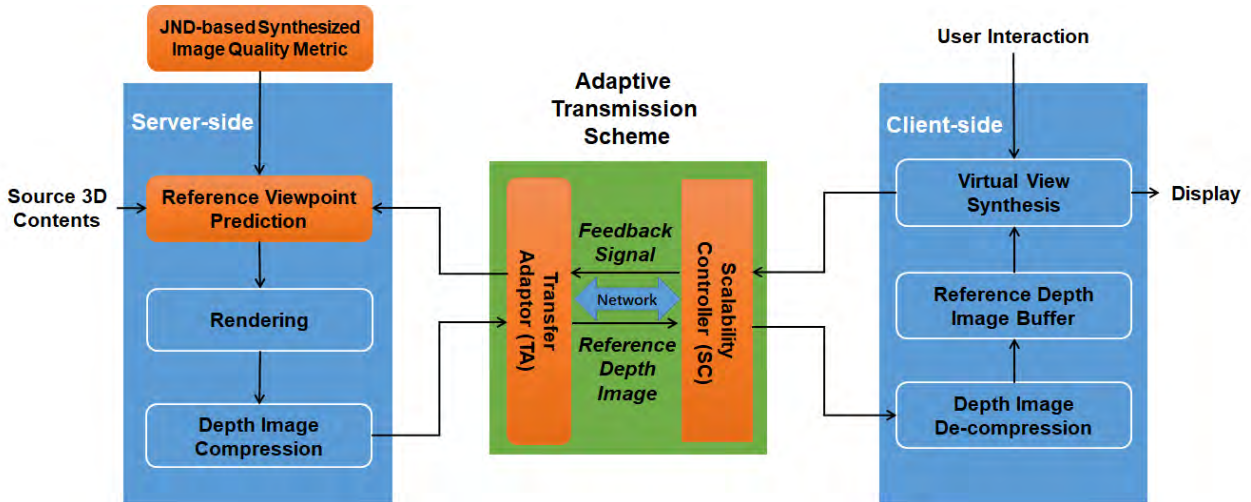 JND-based Synthesized
Image Quality Metric
Server-side
Source 3D
Contents
Reference Viewpoint
Prediction
Rendering
Depth Image
Compression
Adaptive
Transmission
Scheme
Transfer
Adaptor (TA)
Feedback
Signal
Network
Reference
Depth
Image
Scalability
Controller (SC)
User Interaction
Client-side
Virtual View
Synthesis
Display
Reference Depth
Image Buffer
Depth Image
De-compression